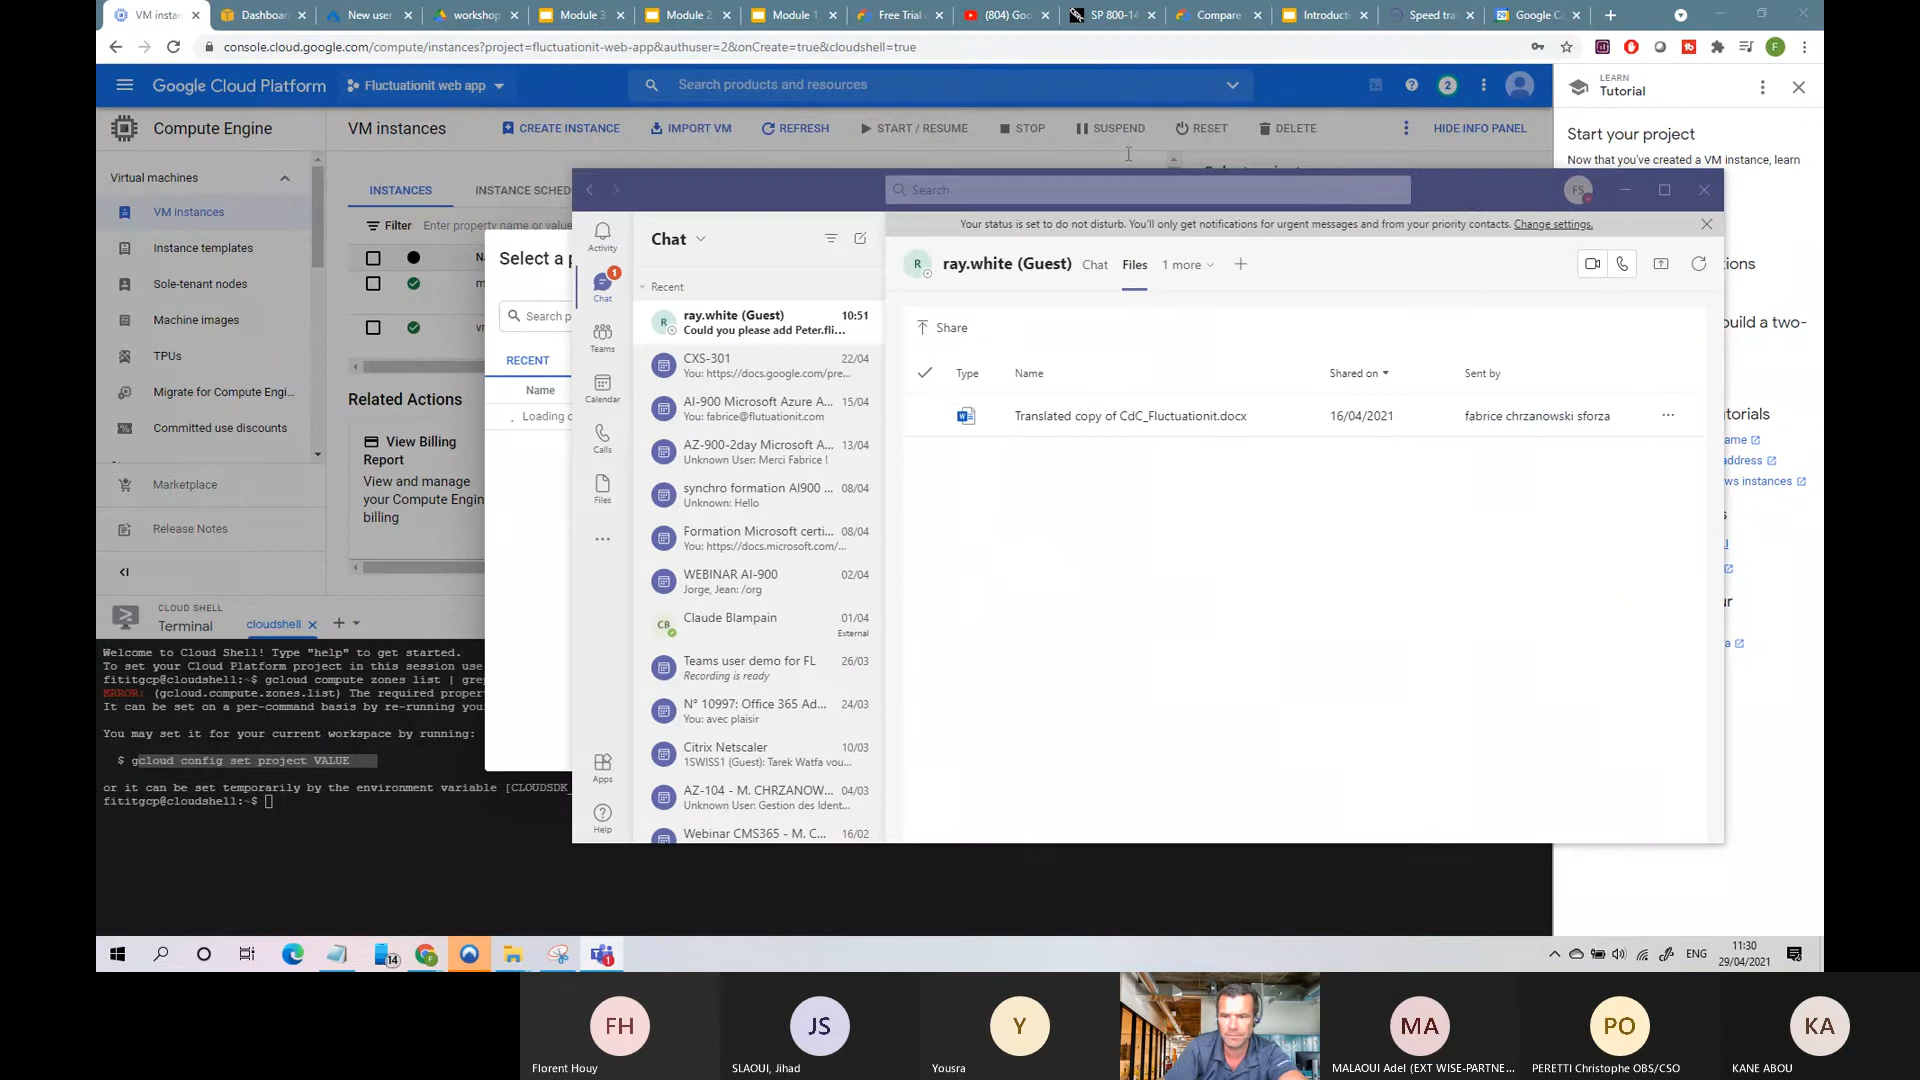 VM instances
Dashboar
New user
workshop
Module 3
Module 2
Module 1
Free Trial
(804) Goo
SP 800-14
Compare
Introducti
Speed tra
Google C
console.cloud.google.com/compute/instances?project=fluctuationit-web-app&authuser=2&onCreate=true&cloudshell=true
F
Google Cloud Platform
Fluctuationit web app
Search products and resources
2
LEARN
Tutorial
Compute Engine
VM instances
CREATE INSTANCE
IMPORT VM
REFRESH
START / RESUME
STOP
SUSPEND
RESET
DELETE
HIDE INFO PANEL
Start your project
Now that you've created a VM instance, learn
Virtual machines
VM instances
Instance templates
Sole-tenant nodes
Machine images
TPUs
Migrate for Compute Engi...
Committed use discounts
Marketplace
Release Notes
INSTANCES
INSTANCE SCHED
Filter
Enter property name or value
Related Actions
View Billing
Report
View and manage
your Compute Engin
billing
Select a p
Search p
RECENT
Name
Loading
Search
FS
Your status is set to do not disturb. You'll only get notifications for urgent messages and from your priority contacts. Change settings.
Activity
1
Chat
Teams
Calendar
Calls
Files
Apps
Help
Chat
Recent
ray.white (Guest) 10:51
Could you please add Peter.fli...
CXS-301 22/04
You: https://docs.google.com/pre...
AI-900 Microsoft Azure A... 15/04
You: fabrice@flutuationit.com
AZ-900-2day Microsoft A... 13/04
Unknown User: Merci Fabrice !
synchro formation AI900 ... 08/04
Unknown: Hello
Formation Microsoft certi... 08/04
You: https://docs.microsoft.com/...
WEBINAR AI-900 02/04
Jorge, Jean: /org
CB
Claude Blampain 01/04
External
Teams user demo for FL 26/03
Recording is ready
N° 10997: Office 365 Ad... 24/03
You: avec plaisir
Citrix Netscaler 10/03
1SWISS1 (Guest): Tarek Watfa vou...
AZ-104 - M. CHRZANOW... 04/03
Unknown User: Gestion des Ident...
Webinar CMS365 - M. C... 16/02
R
ray.white (Guest)
Chat
Files
1 more
Share
Type
Name
Shared on
Sent by
Translated copy of CdC_Fluctuationit.docx
16/04/2021
fabrice chrzanowski sforza
tions
build a two-
utorials
name
address
ws instances
CLOUD SHELL
Terminal
cloudshell
Welcome to Cloud Shell! Type "help" to get started.
To set your Cloud Platform project in this session use
fititgcp@cloudshell:~$ gcloud compute zones list | grep
ERROR: (gcloud.compute.zones.list) The required proper
It can be set on a per-command basis by re-running you
You may set it for your current workspace by running:
$ gcloud config set project VALUE
or it can be set temporarily by the environment variable [CLOUDSDK_
fititgcp@cloudshell:~$
14
1
ENG
11:30
29/04/2021
FH
Florent Houy
JS
SLAOUI, Jihad
Y
Yousra
MA
MALAOUI Adel (EXT WISE-PARTNE...
PO
PERETTI Christophe OBS/CSO
KA
KANE ABOU